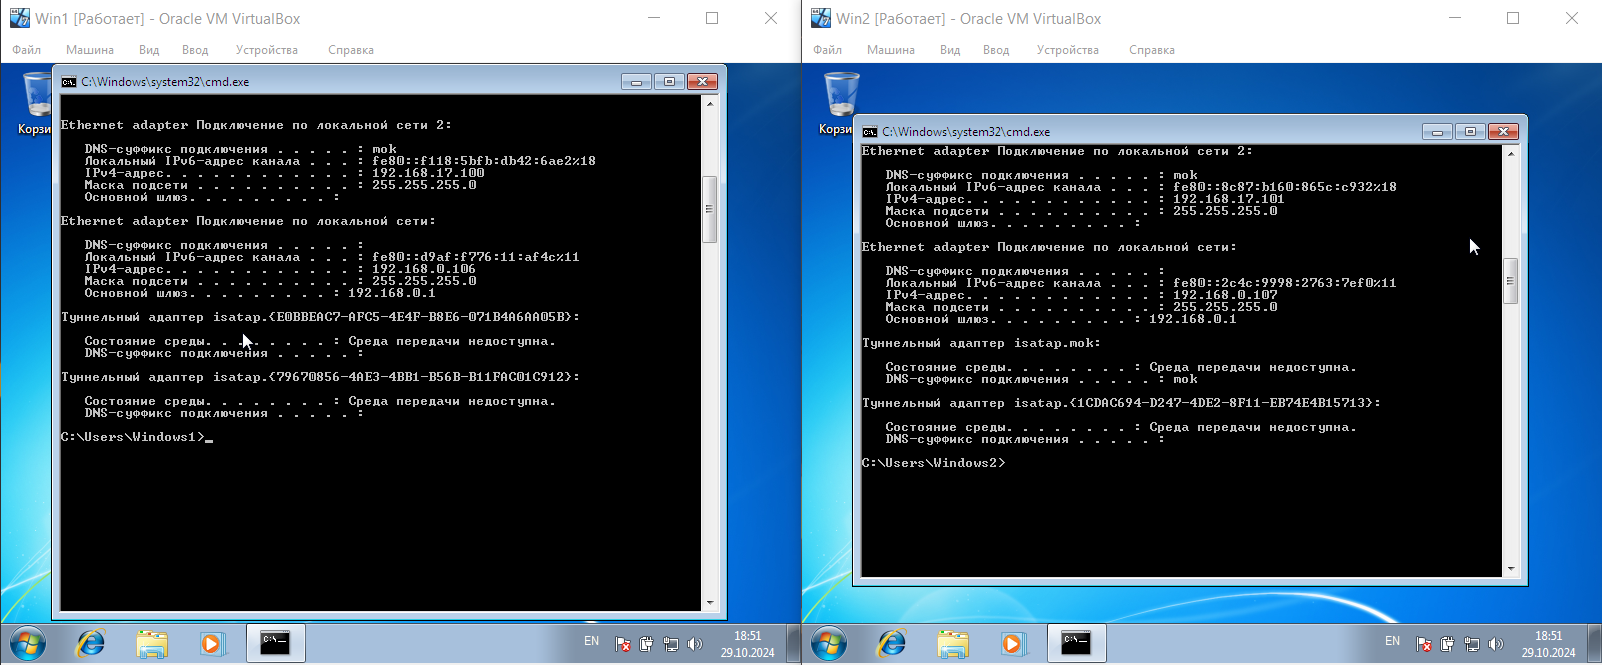 Win1 [Работает] - Oracle VM VirtualBox
Файл Машина Вид Ввод Устройства Справка
Корзи
C:\Windows\system32\cmd.exe
Ethernet adapter Подключение по локальной сети 2:
DNS-суффикс подключения . . . . . : mok
Локальный IPv6-адрес канала . . . : fe80::f118:5bfb:db42:6ae2%18
IPv4-адрес. . . . . . . . . . . . : 192.168.17.100
Маска подсети . . . . . . . . . . : 255.255.255.0
Основной шлюз. . . . . . . . . :
Ethernet adapter Подключение по локальной сети:
DNS-суффикс подключения . . . . . :
Локальный IPv6-адрес канала . . . : fe80::d9af:f776:11:af4c%11
IPv4-адрес. . . . . . . . . . . . : 192.168.0.106
Маска подсети . . . . . . . . . . : 255.255.255.0
Основной шлюз. . . . . . . . . : 192.168.0.1
Туннельный адаптер isatap.{E0BBEAC7-AFC5-4E4F-B8E6-071B4A6AA05B}:
Состояние среды. . . . . . . . : Среда передачи недоступна.
DNS-суффикс подключения . . . . . :
Туннельный адаптер isatap.{79670856-4AE3-4BB1-B56B-B11FAC01C912}:
Состояние среды. . . . . . . . : Среда передачи недоступна.
DNS-суффикс подключения . . . . . :
C:\Users\Windows1>_
EN
18:51
29.10.2024
Win2 [Работает] - Oracle VM VirtualBox
Файл Машина Вид Ввод Устройства Справка
Корзи
C:\Windows\system32\cmd.exe
Ethernet adapter Подключение по локальной сети 2:
DNS-суффикс подключения . . . . . : mok
Локальный IPv6-адрес канала . . . : fe80::8c87:b160:865c:c932%18
IPv4-адрес. . . . . . . . . . . . : 192.168.17.101
Маска подсети . . . . . . . . . . : 255.255.255.0
Основной шлюз. . . . . . . . . :
Ethernet adapter Подключение по локальной сети:
DNS-суффикс подключения . . . . . :
Локальный IPv6-адрес канала . . . : fe80::2c4c:9998:2763:7ef0%11
IPv4-адрес. . . . . . . . . . . . : 192.168.0.107
Маска подсети . . . . . . . . . . : 255.255.255.0
Основной шлюз. . . . . . . . . : 192.168.0.1
Туннельный адаптер isatap.mok:
Состояние среды. . . . . . . . : Среда передачи недоступна.
DNS-суффикс подключения . . . . . : mok
Туннельный адаптер isatap.{1CDAC694-D247-4DE2-8F11-EB74E4B15713}:
Состояние среды. . . . . . . . : Среда передачи недоступна.
DNS-суффикс подключения . . . . . :
C:\Users\Windows2>
EN
18:51
29.10.2024